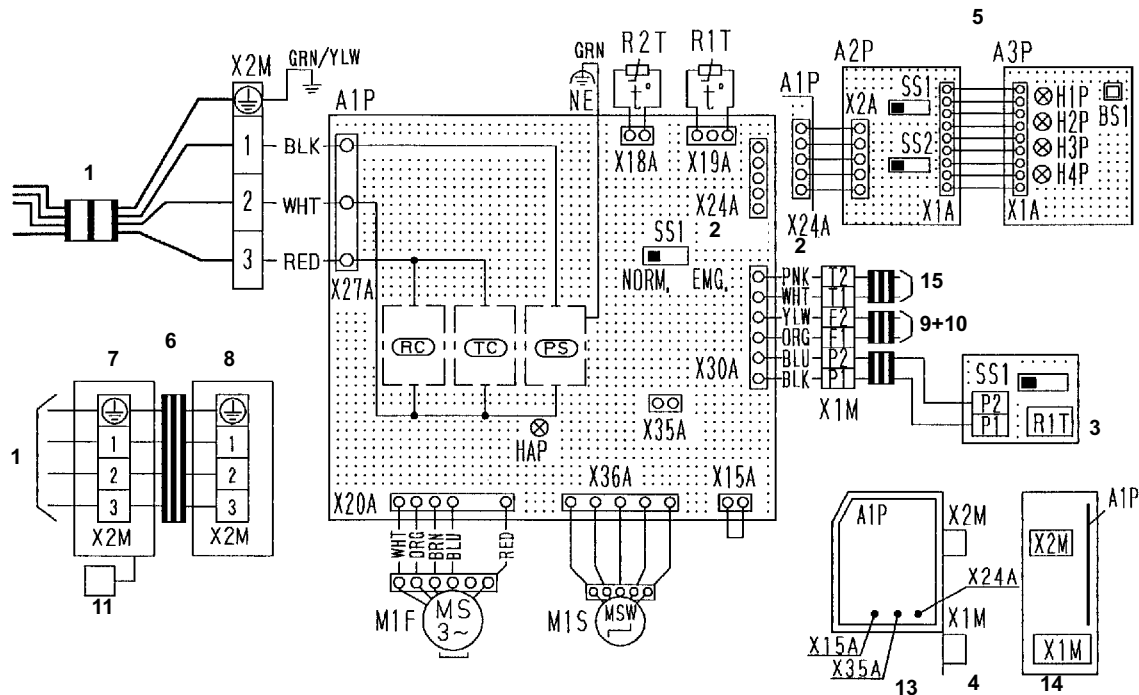 5
X2M
GRN/YLW
GRN
NE
R2T
R1T
t°
t°
A2P
A3P
A1P
A1P
X2A
SS1
SS2
H1P
H2P
H3P
H4P
BS1
1
1
BLK
2
WHT
3
RED
X27A
X18A
X19A
X24A
2
X24A
2
X1A
X1A
SS1
NORM.
EMG.
PNK
T2
WHT
T1
15
YLW
F2
ORG
F1
9+10
BLU
P2
BLK
P1
X30A
X1M
RC
TC
PS
HAP
X35A
SS1
P2
P1
R1T
3
7
6
8
1
1
1
2
2
3
3
X2M
X2M
11
X20A
X36A
X15A
WHT
ORG
BRN
BLU
RED
M1F
MS
3~
M1S
MSW
A1P
X2M
X24A
X1M
X15A
X35A
13
4
A1P
X2M
X1M
14